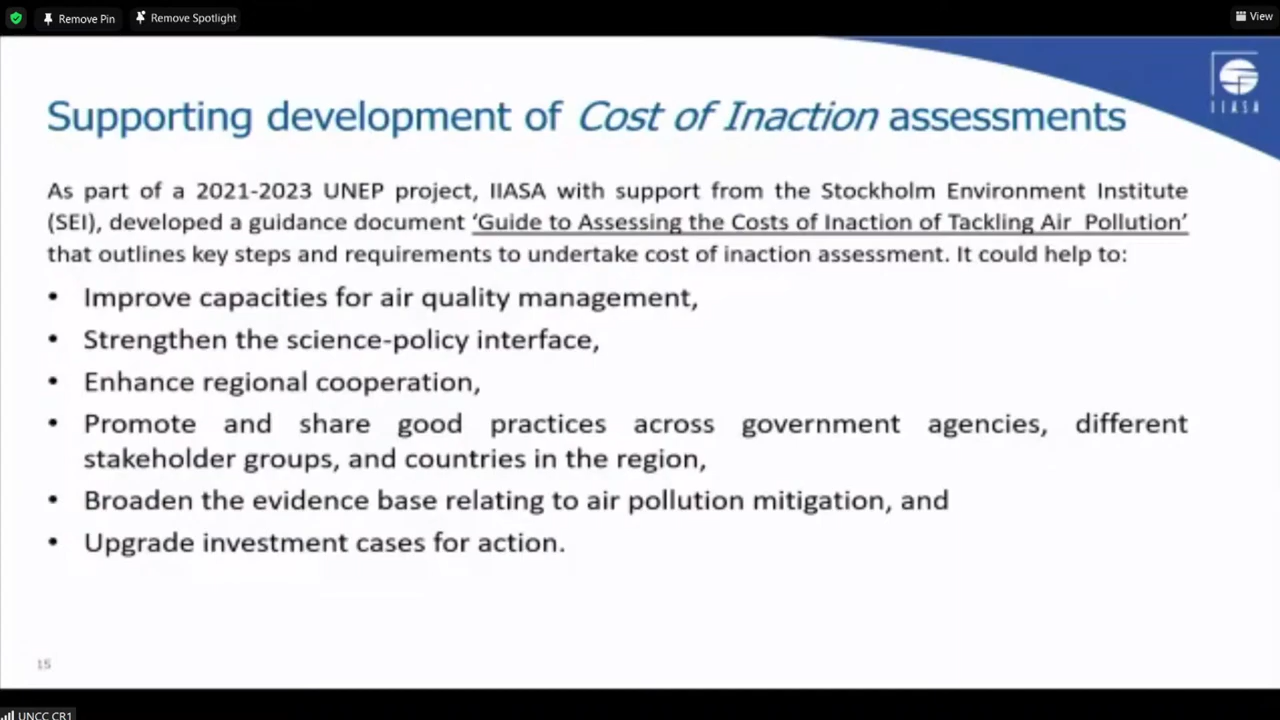 Remove Pin
Remove Spotlight
View
IIASA
Supporting development of Cost of Inaction assessments
As part of a 2021-2023 UNEP project, IIASA with support from the Stockholm Environment Institute
(SEI), developed a guidance document ‘Guide to Assessing the Costs of Inaction of Tackling Air Pollution’
that outlines key steps and requirements to undertake cost of inaction assessment. It could help to:
• Improve capacities for air quality management,
• Strengthen the science-policy interface,
• Enhance regional cooperation,
• Promote and share good practices across government agencies, different
stakeholder groups, and countries in the region,
• Broaden the evidence base relating to air pollution mitigation, and
• Upgrade investment cases for action.
15
UNCC CR1